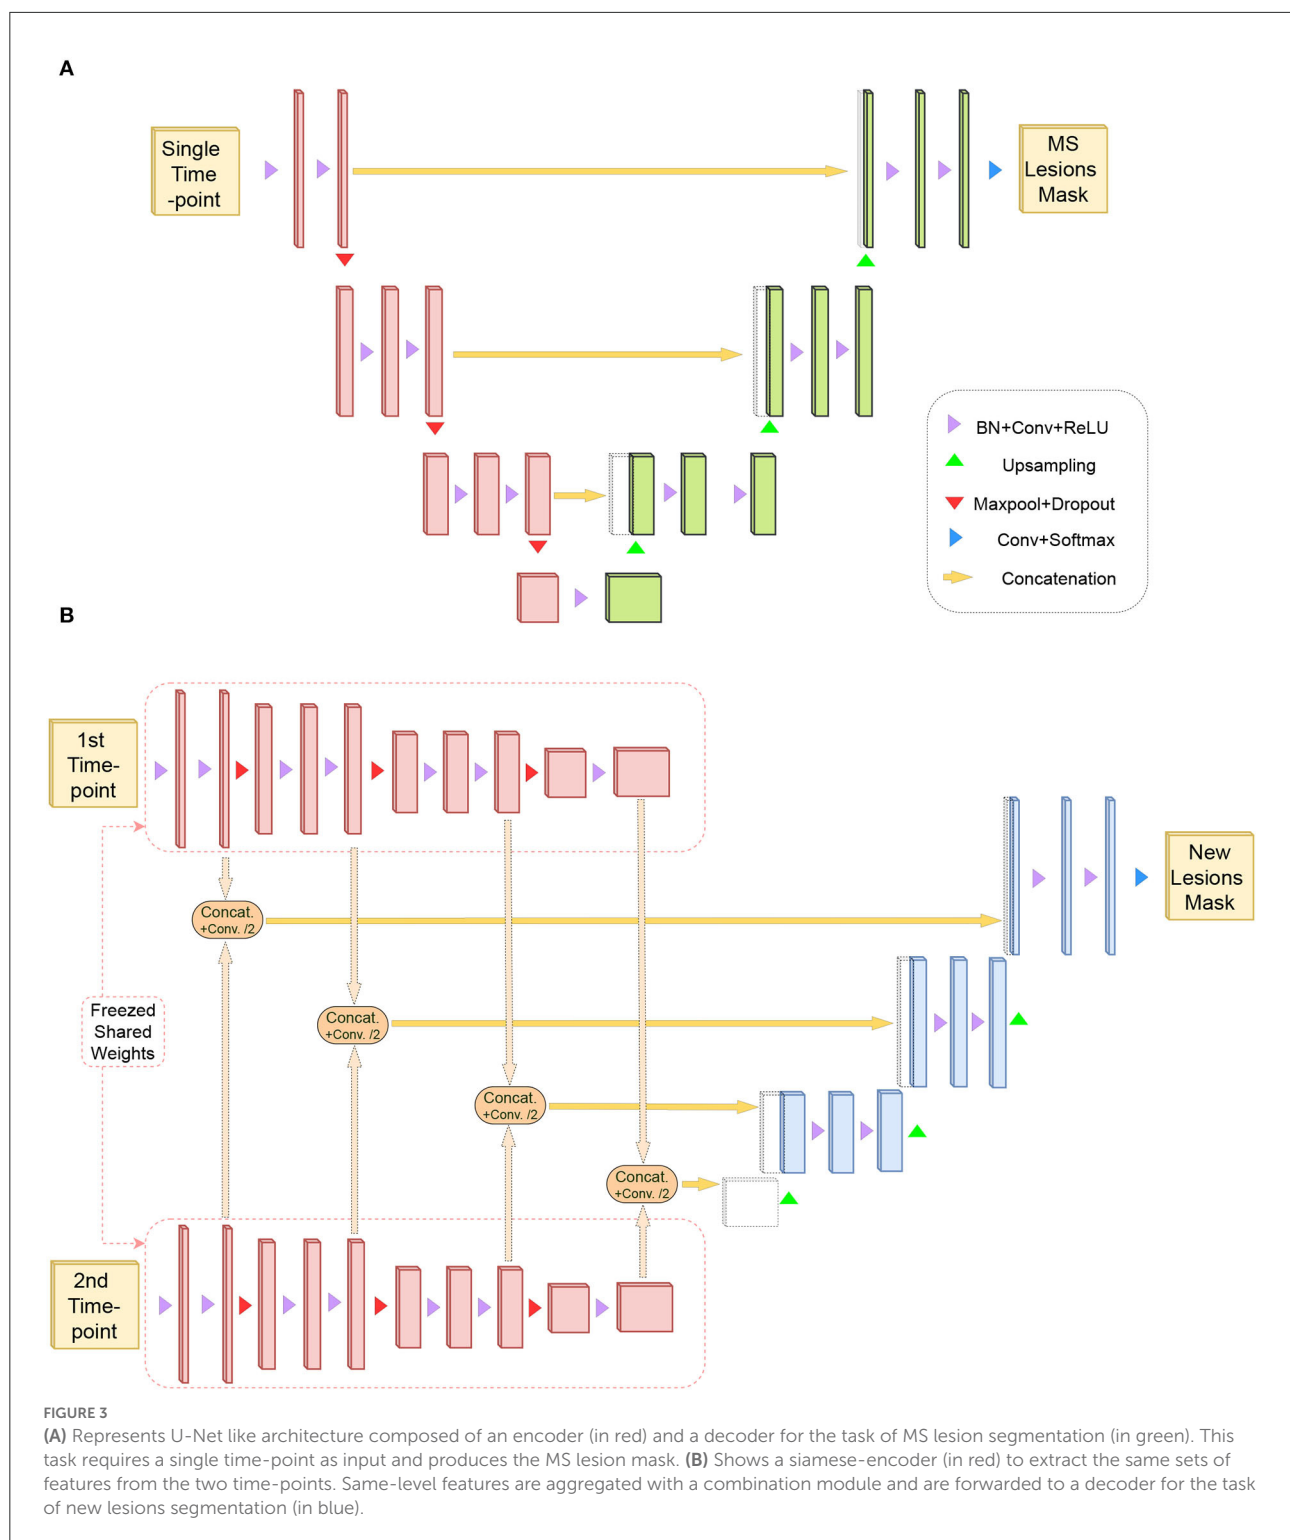 A
Single
Time
-point
MS
Lesions
Mask
BN+Conv+ReLU
Upsampling
Maxpool+Dropout
Conv+Softmax
Concatenation
B
1st
Time-
point
Concat.
+Conv. /2
Concat.
+Conv. /2
Concat.
+Conv. /2
Concat.
+Conv. /2
New
Lesions
Mask
Freezed
Shared
Weights
2nd
Time-
point
FIGURE 3
(A) Represents U-Net like architecture composed of an encoder (in red) and a decoder for the task of MS lesion segmentation (in green). This
task requires a single time-point as input and produces the MS lesion mask. (B) Shows a siamese-encoder (in red) to extract the same sets of
features from the two time-points. Same-level features are aggregated with a combination module and are forwarded to a decoder for the task
of new lesions segmentation (in blue).